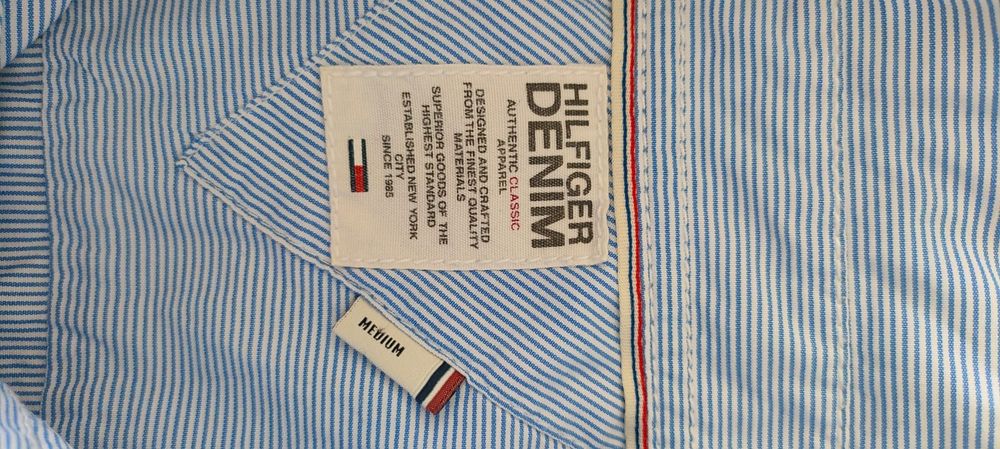 HILFIGER
DENIM
AUTHENTIC CLASSIC
APPAREL
DESIGNED AND CRAFTED
FROM THE FINEST QUALITY
MATERIALS
SUPERIOR GOODS OF THE
HIGHEST STANDARD
ESTABLISHED NEW YORK
CITY
SINCE 1985
MEDIUM